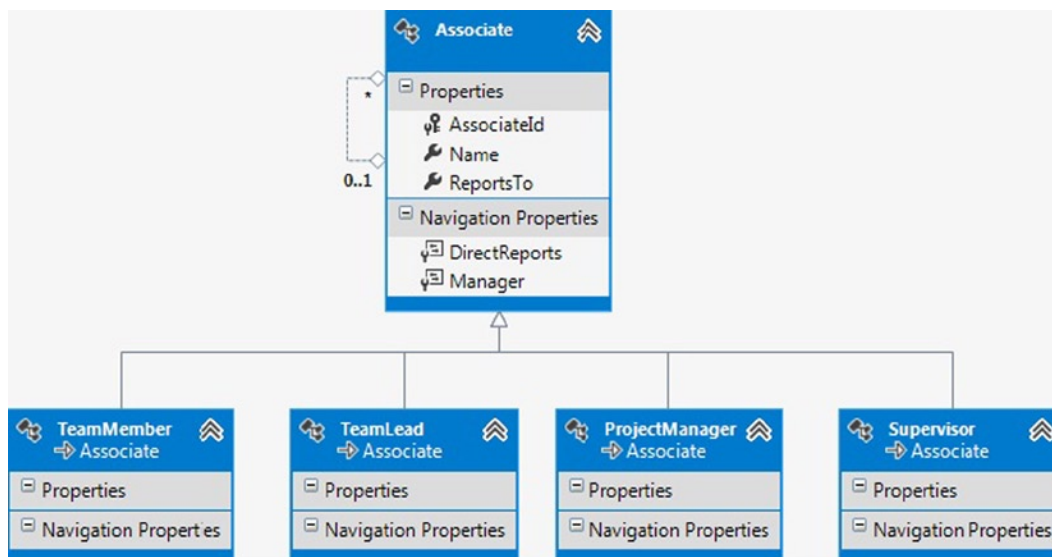 Associate
Properties
*
AssociateId
Name
0..1
ReportsTo
Navigation Properties
DirectReports
Manager
TeamMember
Associate
Properties
Navigation Properties
TeamLead
Associate
Properties
Navigation Properties
ProjectManager
Associate
Properties
Navigation Properties
Supervisor
Associate
Properties
Navigation Properties